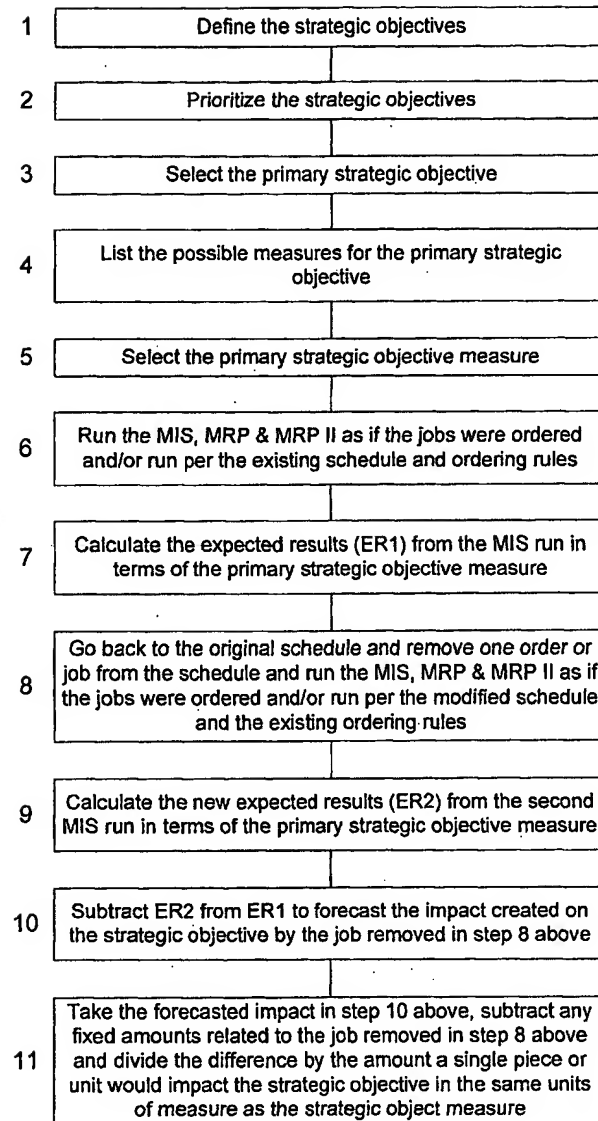 1
Define the strategic objectives
2
Prioritize the strategic objectives
3
Select the primary strategic objective
4
List the possible measures for the primary strategic
objective
5
Select the primary strategic objective measure
6
Run the MIS, MRP & MRP II as if the jobs were ordered
and/or run per the existing schedule and ordering rules
7
Calculate the expected results (ER1) from the MIS run in
terms of the primary strategic objective measure
8
Go back to the original schedule and remove one order or
job from the schedule and run the MIS, MRP & MRP II as if
the jobs were ordered and/or run per the modified schedule
and the existing ordering rules
9
Calculate the new expected results (ER2) from the second
MIS run in terms of the primary strategic objective measure
10
Subtract ER2 from ER1 to forecast the impact created on
the strategic objective by the job removed in step 8 above
11
Take the forecasted impact in step 10 above, subtract any
fixed amounts related to the job removed in step 8 above
and divide the difference by the amount a single piece or
unit would impact the strategic objective in the same units
of measure as the strategic object measure